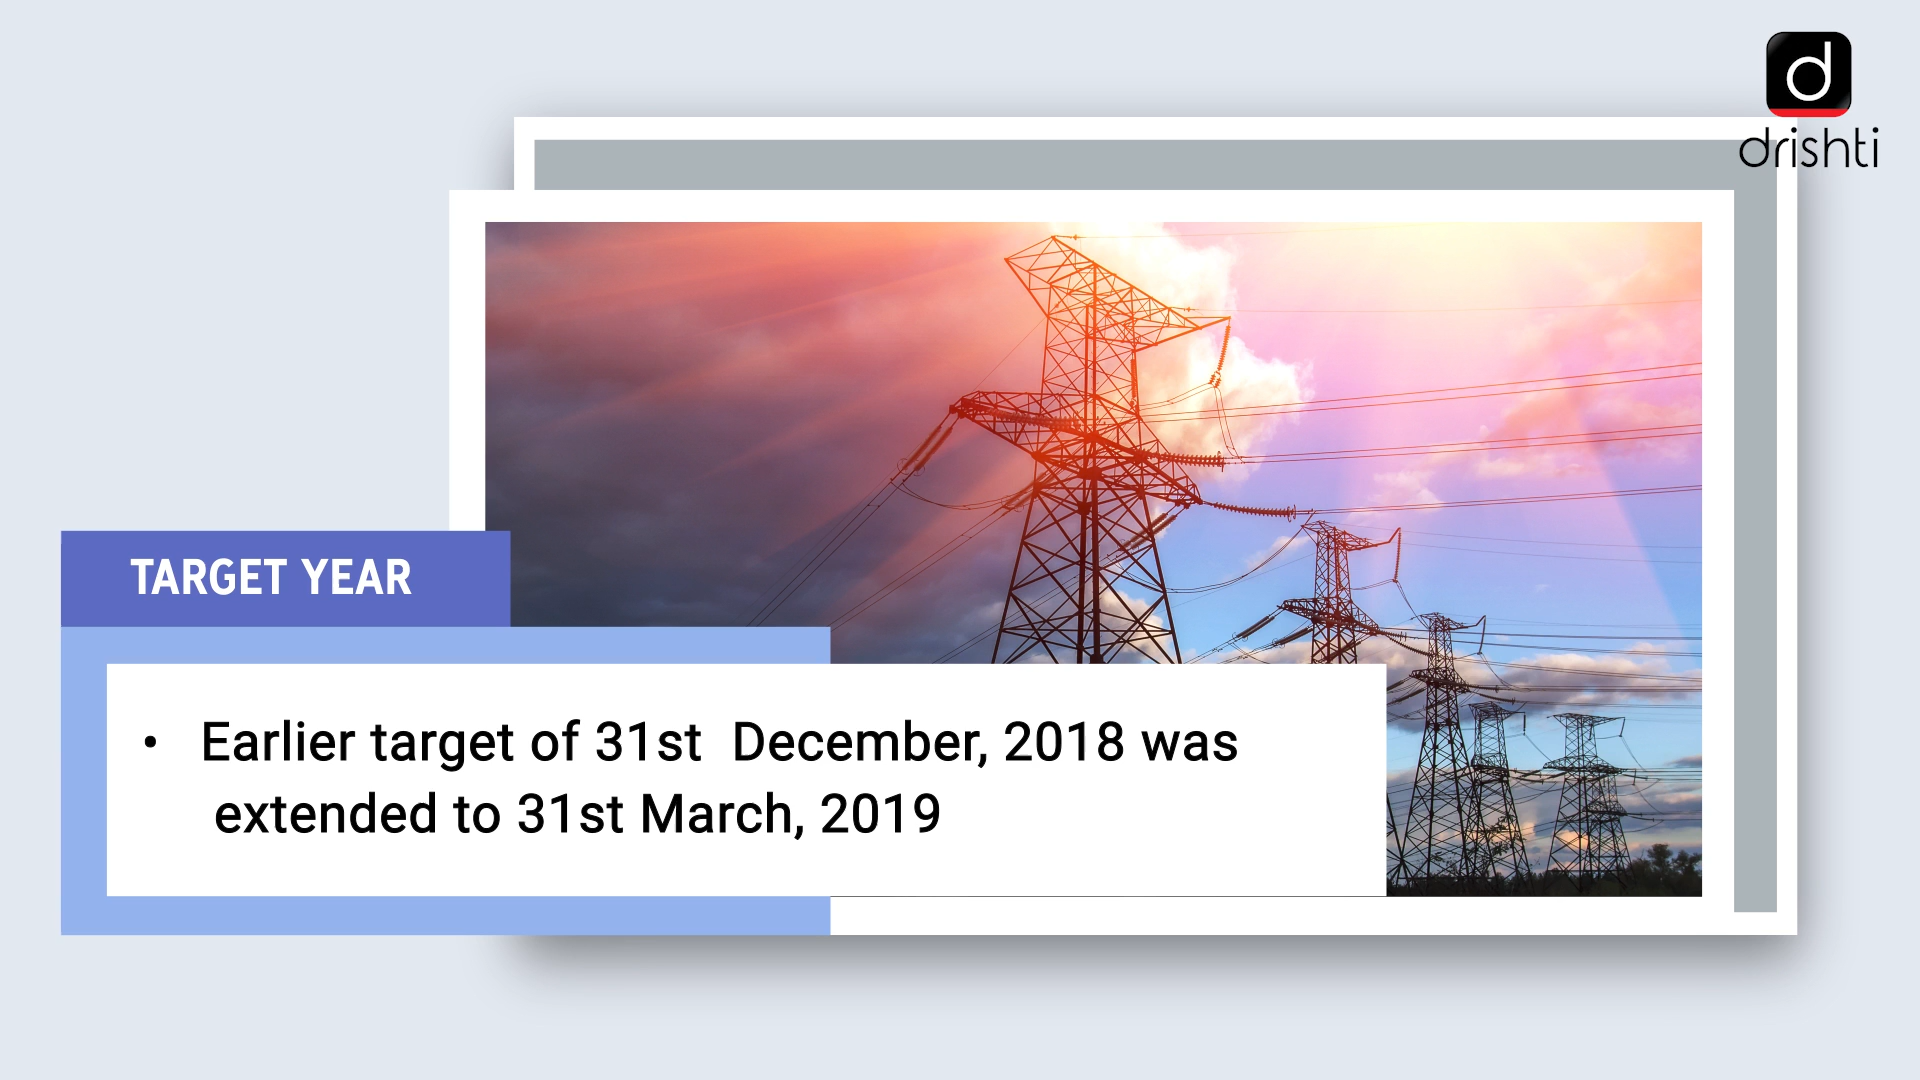 d
drishti
TARGET YEAR
• Earlier target of 31st  December, 2018 was
extended to 31st March, 2019